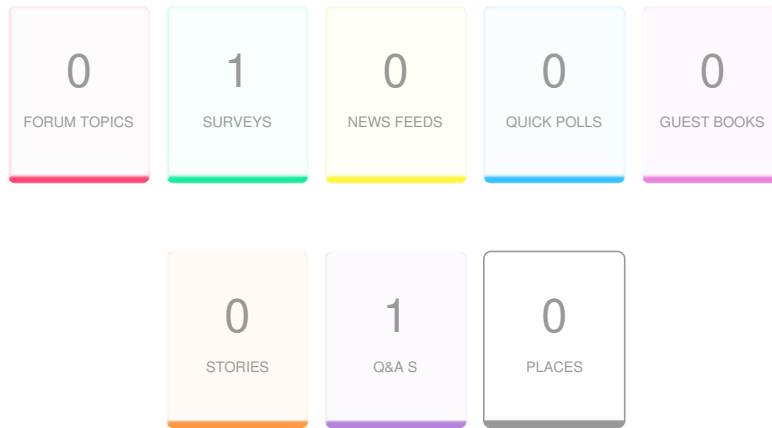 0 1 0 0 0
FORUM TOPICS SURVEYS NEWS FEEDS QUICK POLLS GUEST BOOKS
0 1 0
STORIES Q&A S PLACES